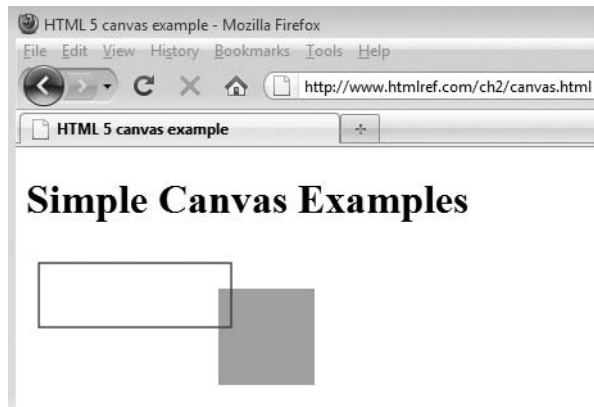 HTML 5 canvas example - Mozilla Firefox
File Edit View History Bookmarks Tools Help
http://www.htmlref.com/ch2/canvas.html
HTML 5 canvas example
Simple Canvas Examples